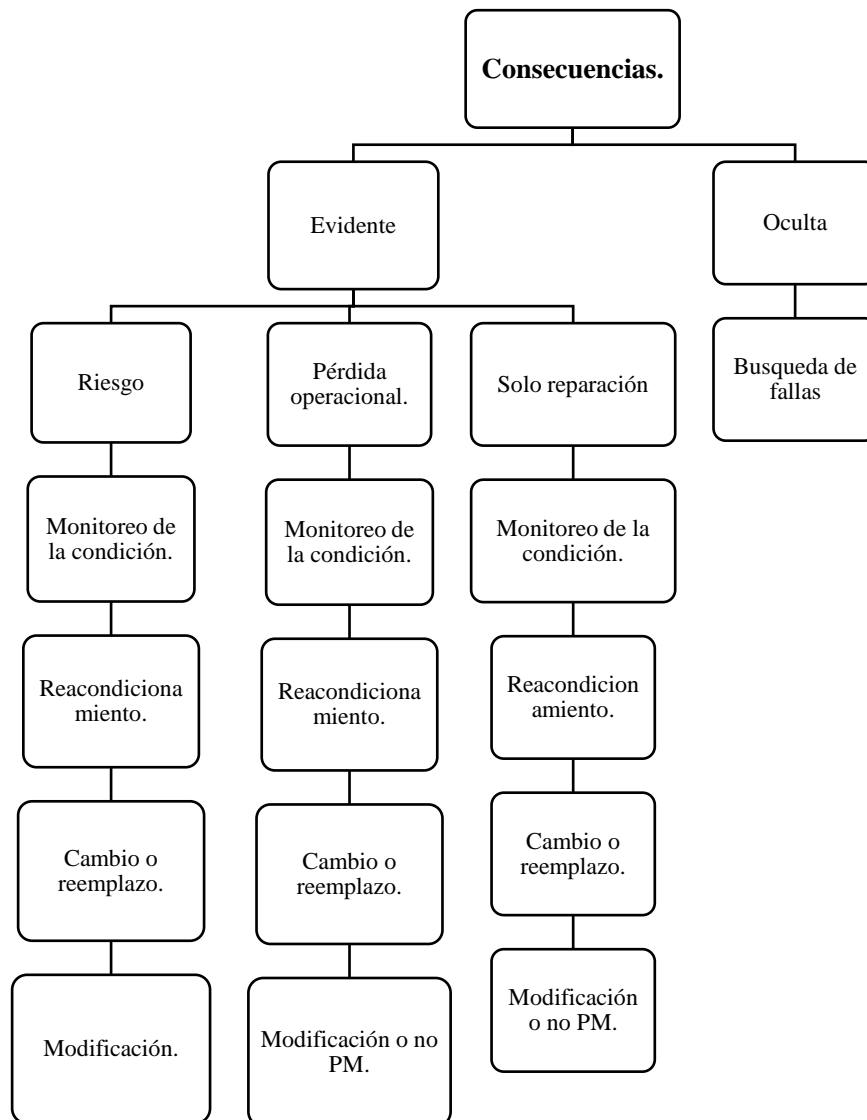 Consecuencias.
Evidente
Oculta
Riesgo
Pérdida
operacional.
Solo reparación
Busqueda de
fallas
Monitoreo de
la condición.
Monitoreo de
la condición.
Monitoreo de la
condición.
Reacondiciona
miento.
Reacondiciona
miento.
Reacondicion
amiento.
Cambio o
reemplazo.
Cambio o
reemplazo.
Cambio o
reemplazo.
Modificación.
Modificación o no
PM.
Modificación
o no PM.